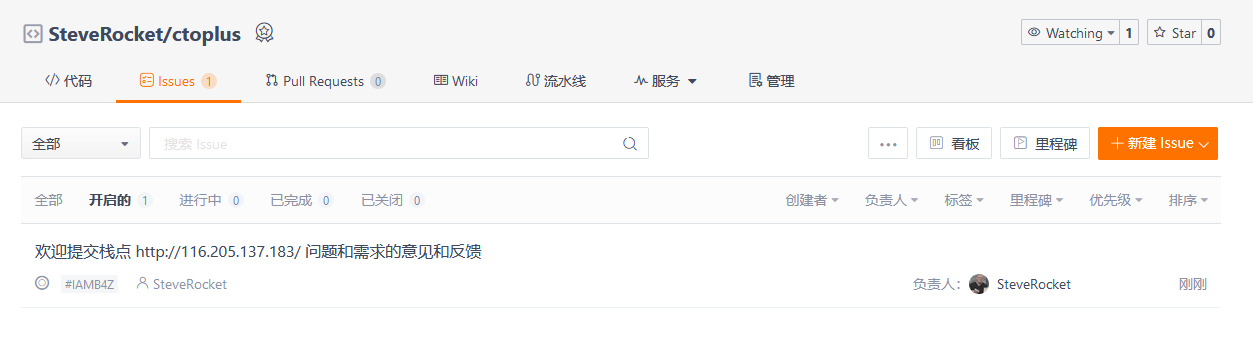 SteveRocket/ctoplus Watching 1 Star 0
代码 Issues 1 Pull Requests 0 Wiki 流水线 服务 管理
全部 搜索 Issue ... 看板 里程碑 + 新建 Issue
全部 开启的 1 进行中 0 已完成 0 已关闭 0 创建者 负责人 标签 里程碑 优先级 排序
欢迎提交栈点 http://116.205.137.183/ 问题和需求的意见和反馈
#IAMB4Z SteveRocket 负责人： SteveRocket 刚刚